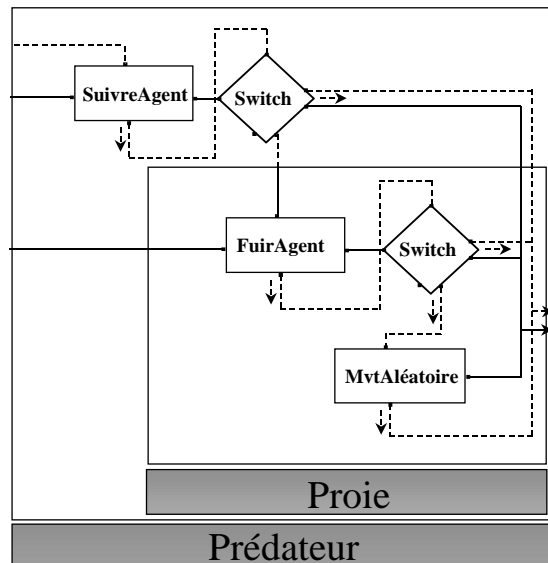 SuivreAgent
Switch
FuirAgent
Switch
MvtAléatoire
Proie
Prédateur